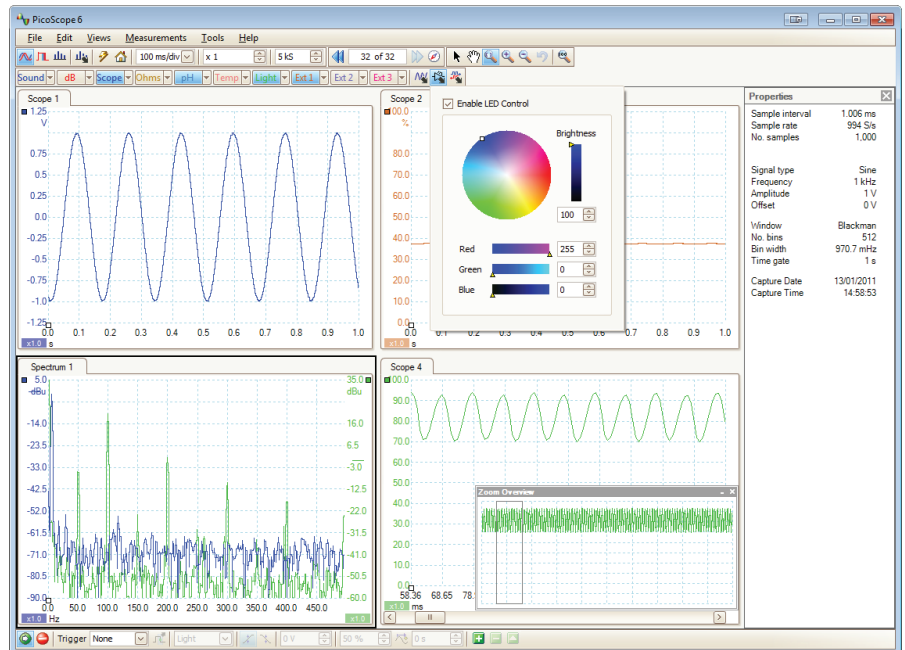 PicoScope 6
File Edit Views Measurements Tools Help
100 ms/div x 1 5 kS 32 of 32
Sound dB Scope Ohms pH Temp Light Ext 1 Ext 2 Ext 3
Scope 1
1.25
V
0.75
0.5
0.25
0.0
-0.25
-0.5
-0.75
-1.0
-1.25
0.0 0.1 0.2 0.3 0.4 0.5 0.6 0.7 0.8 0.9 1.0
x1.0 s
Scope 2
100.0
%
80.0
70.0
60.0
50.0
40.0
30.0
20.0
10.0
0.0
0.0 0.1 0.2 0.3 0.4 0.5 0.6 0.7 0.8 0.9 1.0
x1.0 s
Enable LED Control
Brightness
100
Red 255
Green 0
Blue 0
Properties
Sample interval 1.006 ms
Sample rate 994 S/s
No. samples 1,000
Signal type Sine
Frequency 1 kHz
Amplitude 1 V
Offset 0 V
Window Blackman
No. bins 512
Bin width 970.7 mHz
Time gate 1 s
Capture Date 13/01/2011
Capture Time 14:58:53
Spectrum 1
5.0 35.0
dBu dBu
-14.0 16.0
-23.5 6.5
-33.0 -3.0
-42.5 -12.5
-52.0 -22.0
-61.5 -31.5
-71.0 -41.0
-80.5 -50.5
-90.0 -60.0
0.0 50.0 100.0 150.0 200.0 250.0 300.0 350.0 400.0 450.0
x1.0 Hz x1.0
Scope 4
100.0
90.0
80.0
70.0
60.0
50.0
40.0
30.0
20.0
10.0
0.0
58.36 68.65 78.
x1.0 ms
Zoom Overview
Trigger None Light 0 V 50 % 0 s